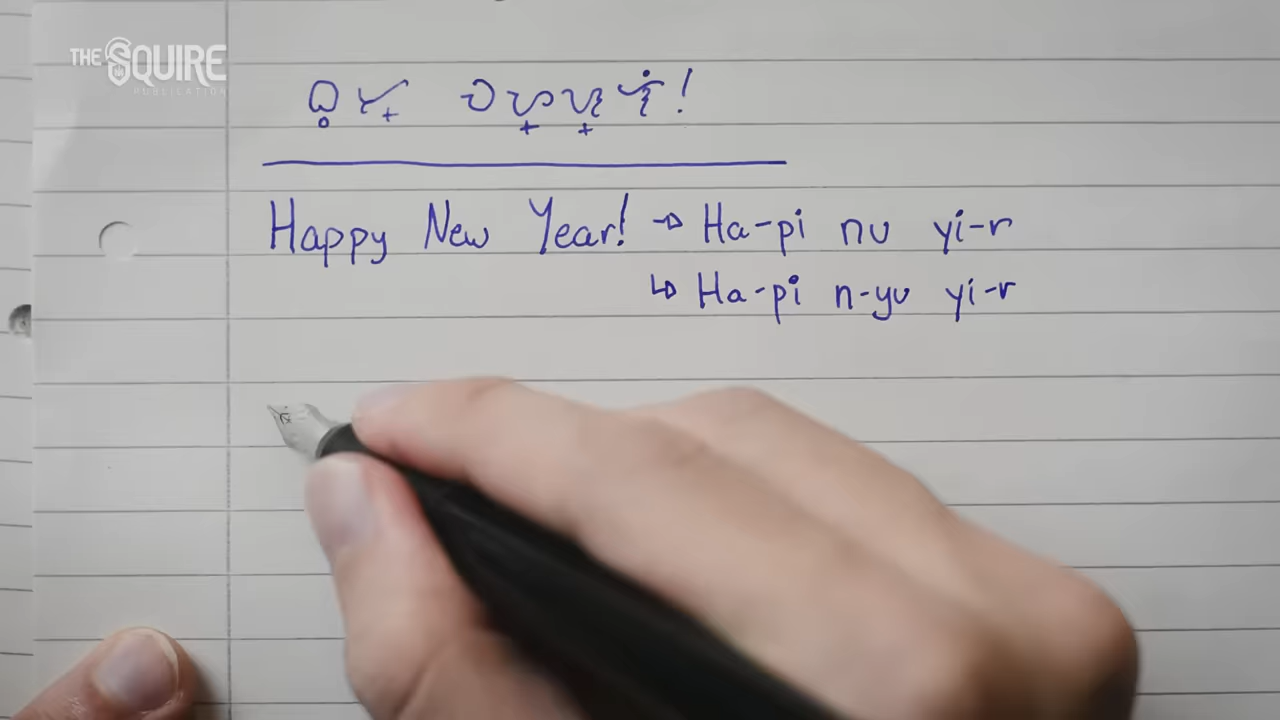 THE SQUIRE
PUBLICATION
Happy New Year! → Ha-pi nu yi-r
↳ Ha-pi n-yu yi-r